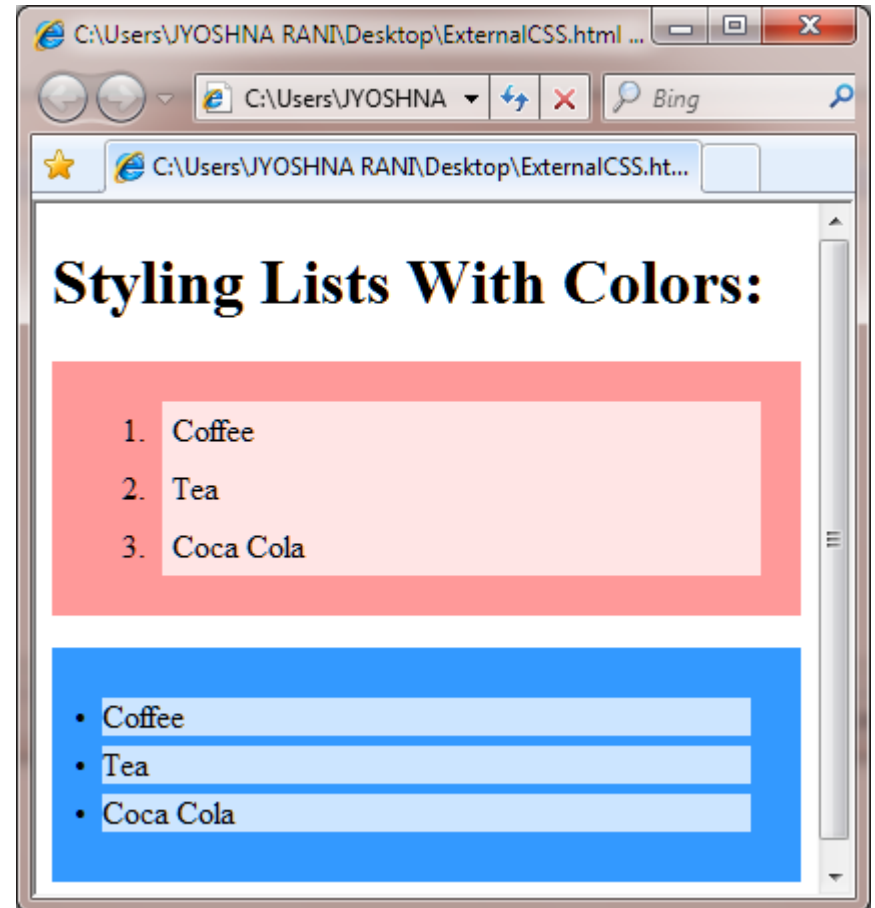 C:\Users\JYOSHNA RANI\Desktop\ExternalCSS.html ...
C:\Users\JYOSHNA
Bing
C:\Users\JYOSHNA RANI\Desktop\ExternalCSS.ht...
Styling Lists With Colors:
1. Coffee
2. Tea
3. Coca Cola
• Coffee
• Tea
• Coca Cola